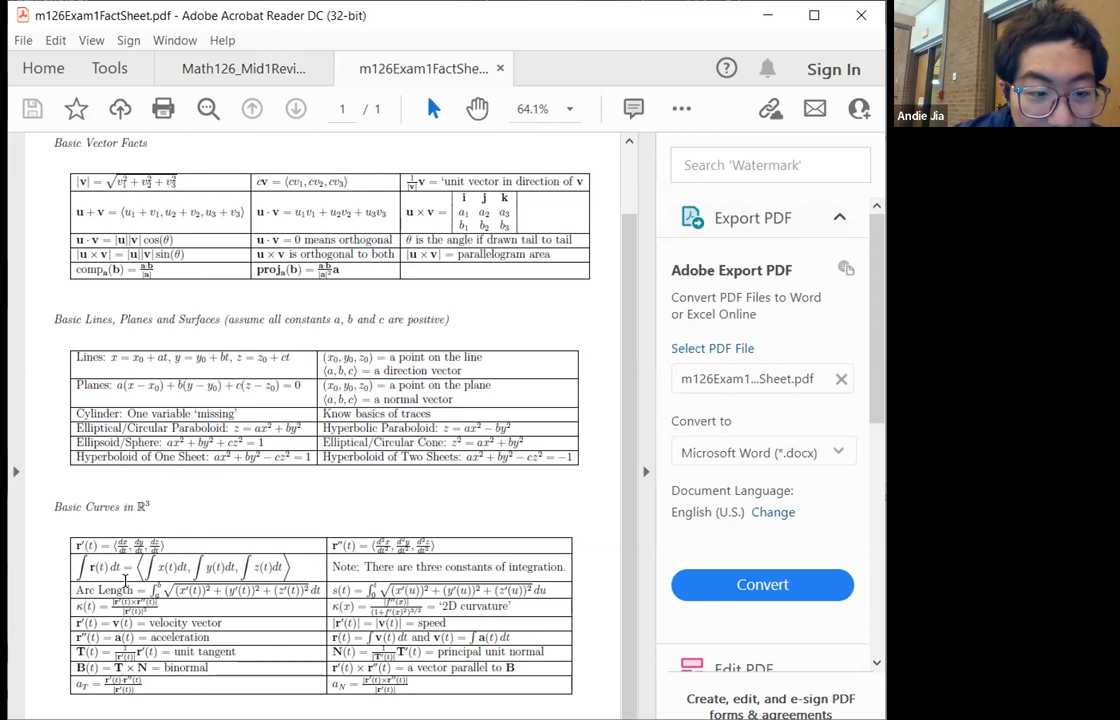 m126Exam1FactSheet.pdf - Adobe Acrobat Reader DC (32-bit)
File Edit View Sign Window Help
Home Tools Math126_Mid1Revi... m126Exam1FactShe... × Sign In
1 / 1 64.1%
Andie Jia
Basic Vector Facts
|v| = √(v₁² + v₂² + v₃²) cv = ⟨cv₁, cv₂, cv₃⟩ 1/|v| v = 'unit vector in direction of v
u + v = ⟨u₁ + v₁, u₂ + v₂, u₃ + v₃⟩ u · v = u₁v₁ + u₂v₂ + u₃v₃ u × v = | i j k
a₁ a₂ a₃
b₁ b₂ b₃ |
u · v = |u||v| cos(θ) u · v = 0 means orthogonal θ is the angle if drawn tail to tail
|u × v| = |u||v| sin(θ) u × v is orthogonal to both |u × v| = parallelogram area
compₐ(b) = a·b/|a| projₐ(b) = a·b/|a|² a
Basic Lines, Planes and Surfaces (assume all constants a, b and c are positive)
Lines: x = x₀ + at, y = y₀ + bt, z = z₀ + ct (x₀, y₀, z₀) = a point on the line
⟨a, b, c⟩ = a direction vector
Planes: a(x − x₀) + b(y − y₀) + c(z − z₀) = 0 (x₀, y₀, z₀) = a point on the plane
⟨a, b, c⟩ = a normal vector
Cylinder: One variable 'missing' Know basics of traces
Elliptical/Circular Paraboloid: z = ax² + by² Hyperbolic Paraboloid: z = ax² − by²
Ellipsoid/Sphere: ax² + by² + cz² = 1 Elliptical/Circular Cone: z² = ax² + by²
Hyperboloid of One Sheet: ax² + by² − cz² = 1 Hyperboloid of Two Sheets: ax² + by² − cz² = −1
Basic Curves in ℝ³
r′(t) = ⟨dx/dt, dy/dt, dz/dt⟩ r″(t) = ⟨d²x/dt², d²y/dt², d²z/dt²⟩
∫ r(t) dt = ⟨∫ x(t)dt, ∫ y(t)dt, ∫ z(t)dt⟩ Note: There are three constants of integration.
Arc Length = ∫ₐᵇ √((x′(t))² + (y′(t))² + (z′(t))²) dt s(t) = ∫₀ᵗ √((x′(u))² + (y′(u))² + (z′(u))²) du
κ(t) = |r′(t)×r″(t)|/|r′(t)|³ κ(x) = |f″(x)|/(1+f′(x)²)^(3/2) = '2D curvature'
r′(t) = v(t) = velocity vector |r′(t)| = |v(t)| = speed
r″(t) = a(t) = acceleration r(t) = ∫ v(t) dt and v(t) = ∫ a(t) dt
T(t) = 1/|r′(t)| r′(t) = unit tangent N(t) = 1/|T′(t)| T′(t) = principal unit normal
B(t) = T × N = binormal r′(t) × r″(t) = a vector parallel to B
a_T = r′(t)·r″(t)/|r′(t)| a_N = |r′(t)×r″(t)|/|r′(t)|
Search 'Watermark'
Export PDF
Adobe Export PDF
Convert PDF Files to Word
or Excel Online
Select PDF File
m126Exam1...Sheet.pdf
Convert to
Microsoft Word (*.docx)
Document Language:
English (U.S.) Change
Convert
Edit PDF
Create, edit, and e-sign PDF
forms & agreements